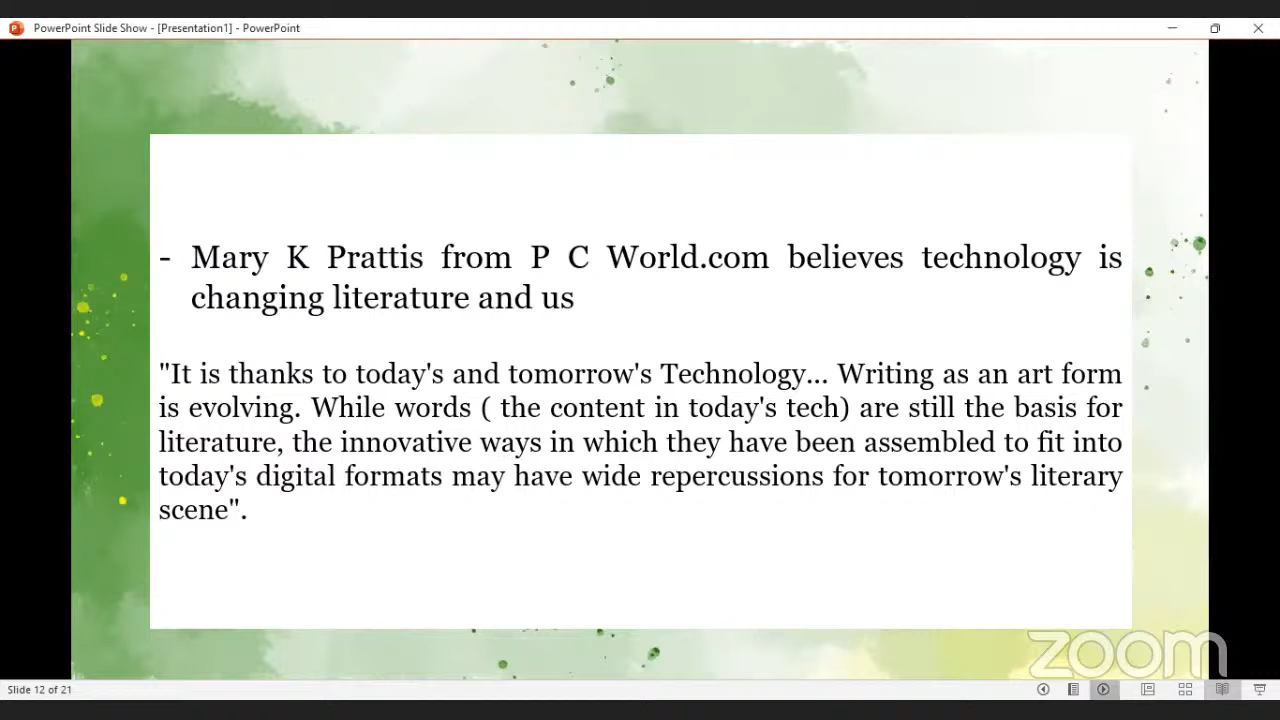 PowerPoint Slide Show - [Presentation1] - PowerPoint
- Mary K Prattis from P C World.com believes technology is
changing literature and us
"It is thanks to today's and tomorrow's Technology... Writing as an art form
is evolving. While words ( the content in today's tech) are still the basis for
literature, the innovative ways in which they have been assembled to fit into
today's digital formats may have wide repercussions for tomorrow's literary
scene".
zoom
Slide 12 of 21